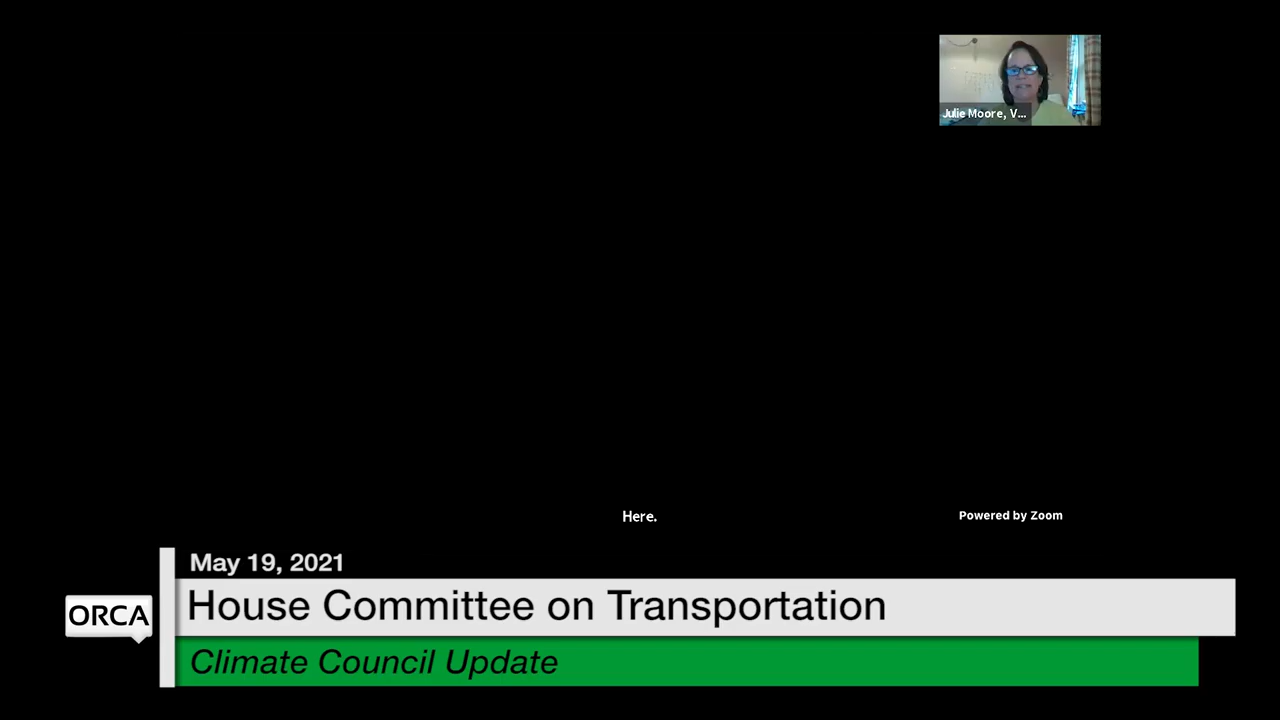 Julie Moore, V...
Here.
Powered by Zoom
May 19, 2021
House Committee on Transportation
ORCA
Climate Council Update